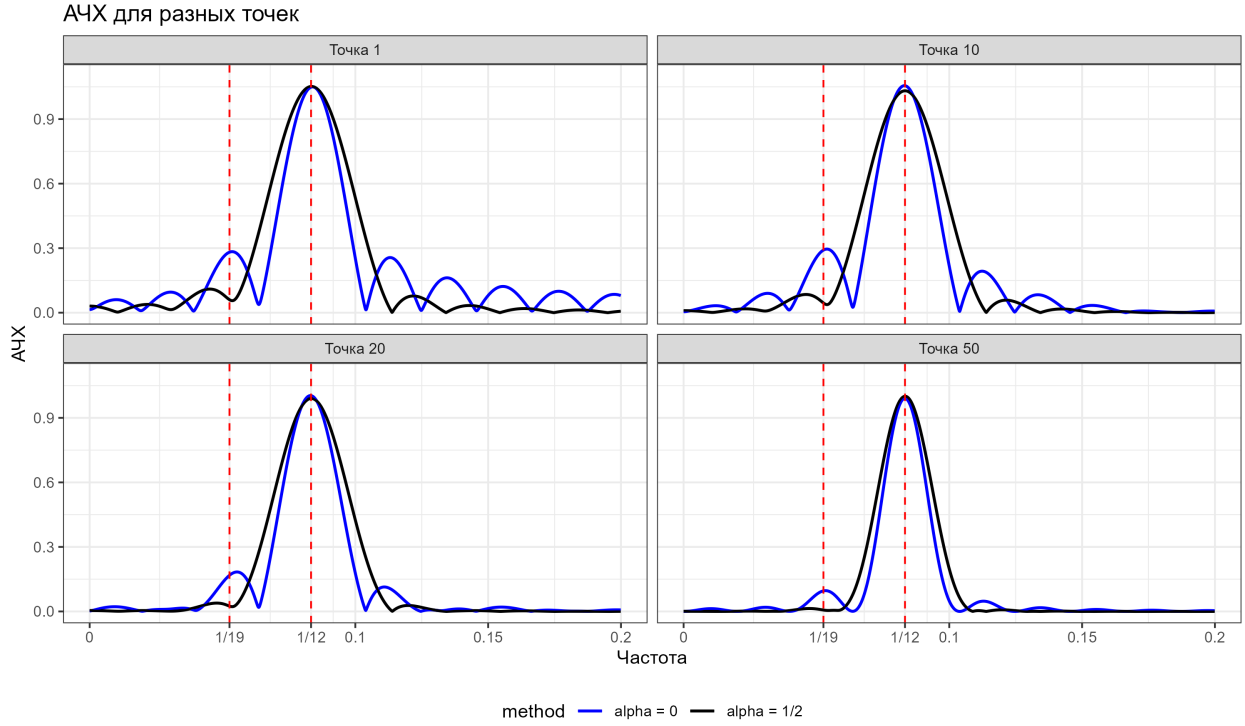 АЧХ для разных точек
Точка 1
Точка 10
0.9
0.6
0.3
0.0
Точка 20
Точка 50
0.9
0.6
0.3
0.0
АЧХ
0 1/19 1/12 0.1 0.15 0.2
0 1/19 1/12 0.1 0.15 0.2
Частота
method alpha = 0 alpha = 1/2